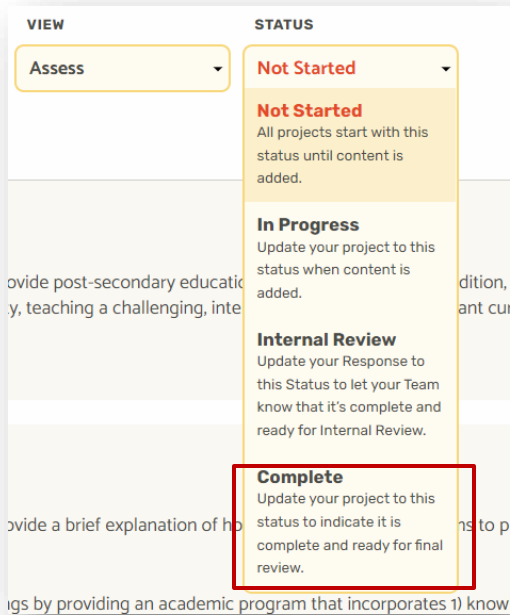 VIEW
STATUS
Assess
Not Started
Not Started
All projects start with this
status until content is
added.
In Progress
Update your project to this
status when content is
added.
Internal Review
Update your Response to
this Status to let your Team
know that it's complete and
ready for Internal Review.
Complete
Update your project to this
status to indicate it is
complete and ready for final
review.
ovide post-secondary educatio dition,
y, teaching a challenging, inte ant cur
ovide a brief explanation of ho ns to p
ngs by providing an academic program that incorporates 1) know